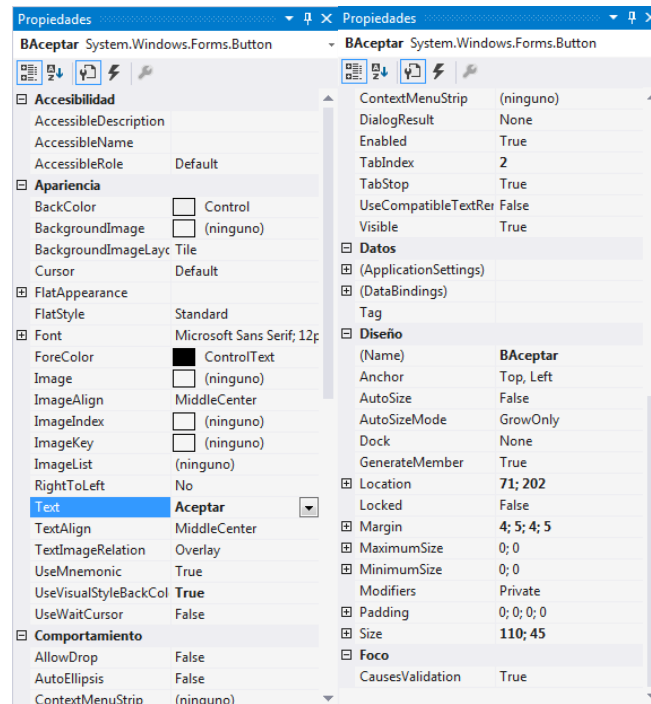 Propiedades
BAceptar System.Windows.Forms.Button
Accesibilidad
AccessibleDescription
AccessibleName
AccessibleRole Default
Apariencia
BackColor Control
BackgroundImage (ninguno)
BackgroundImageLayc Tile
Cursor Default
FlatAppearance
FlatStyle Standard
Font Microsoft Sans Serif; 12p
ForeColor ControlText
Image (ninguno)
ImageAlign MiddleCenter
ImageIndex (ninguno)
ImageKey (ninguno)
ImageList (ninguno)
RightToLeft No
Text Aceptar
TextAlign MiddleCenter
TextImageRelation Overlay
UseMnemonic True
UseVisualStyleBackCol True
UseWaitCursor False
Comportamiento
AllowDrop False
AutoEllipsis False
ContextMenuStrip (ninguno)
Propiedades
BAceptar System.Windows.Forms.Button
ContextMenuStrip (ninguno)
DialogResult None
Enabled True
TabIndex 2
TabStop True
UseCompatibleTextRer False
Visible True
Datos
(ApplicationSettings)
(DataBindings)
Tag
Diseño
(Name) BAceptar
Anchor Top, Left
AutoSize False
AutoSizeMode GrowOnly
Dock None
GenerateMember True
Location 71; 202
Locked False
Margin 4; 5; 4; 5
MaximumSize 0; 0
MinimumSize 0; 0
Modifiers Private
Padding 0; 0; 0; 0
Size 110; 45
Foco
CausesValidation True